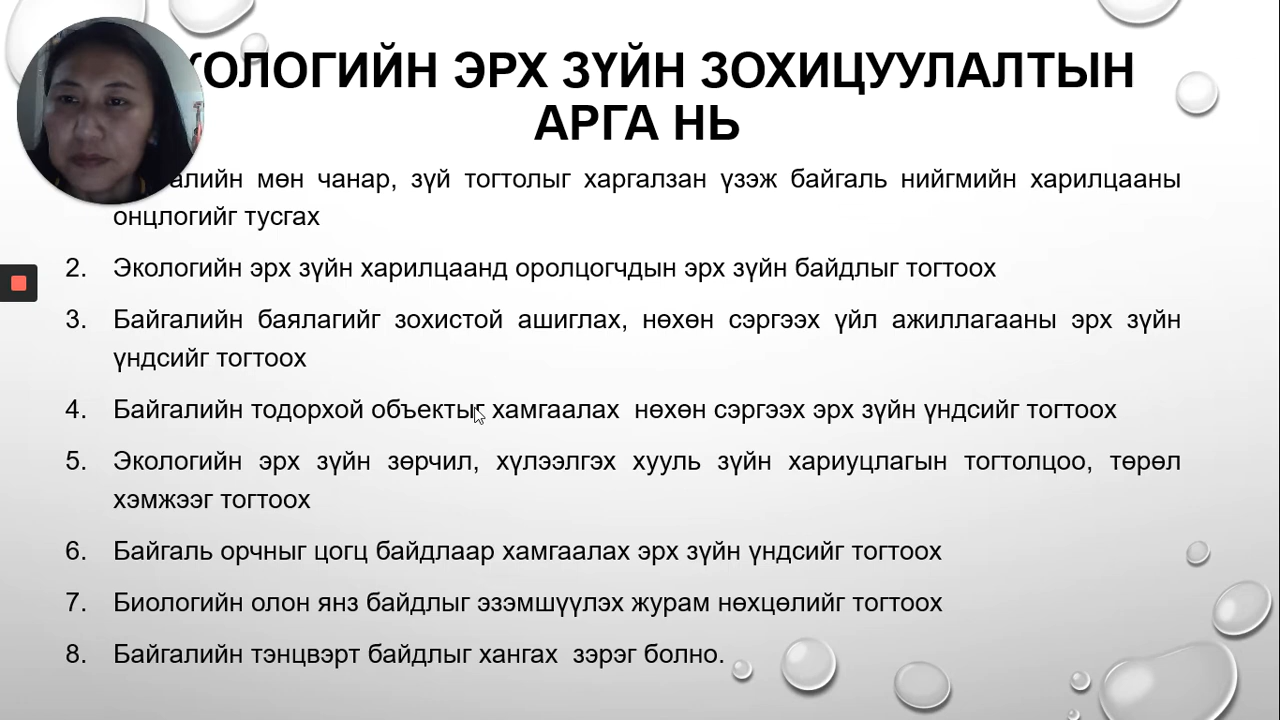 ЭРХ ЗҮЙН ЗОХИЦУУЛАЛТЫН
АРГА НЬ
мөн чанар, зүй тогтолыг харгалзан үзэж байгаль нийгмийн харилцааны
онцлогийг тусгах
2. Экологийн эрх зүйн харилцаанд оролцогчдын эрх зүйн байдлыг тогтоох
3. Байгалийн баялагийг зохистой ашиглах, нөхөн сэргээх үйл ажиллагааны эрх зүйн
үндсийг тогтоох
4. Байгалийн тодорхой объектыг хамгаалах нөхөн сэргээх эрх зүйн үндсийг тогтоох
5. Экологийн эрх зүйн зөрчил, хүлээлгэх хууль зүйн хариуцлагын тогтолцоо, төрөл
хэмжээг тогтоох
6. Байгаль орчныг цогц байдлаар хамгаалах эрх зүйн үндсийг тогтоох
7. Биологийн олон янз байдлыг эзэмшүүлэх журам нөхцөлийг тогтоох
8. Байгалийн тэнцвэрт байдлыг хангах зэрэг болно.